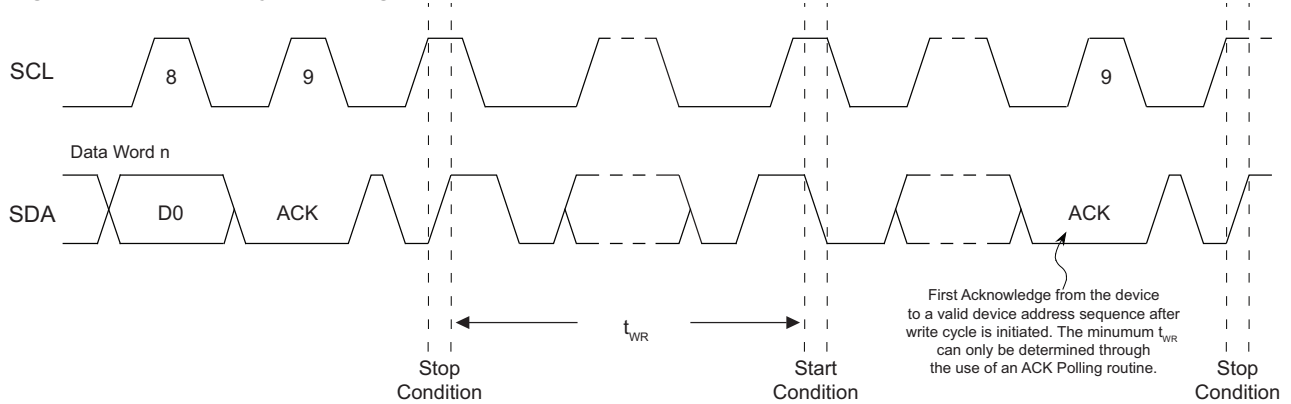 SCL
8
9
9
Data Word n
SDA
D0
ACK
ACK
First Acknowledge from the device
to a valid device address sequence after
write cycle is initiated. The minumum tWR
can only be determined through
the use of an ACK Polling routine.
tWR
Stop
Condition
Start
Condition
Stop
Condition